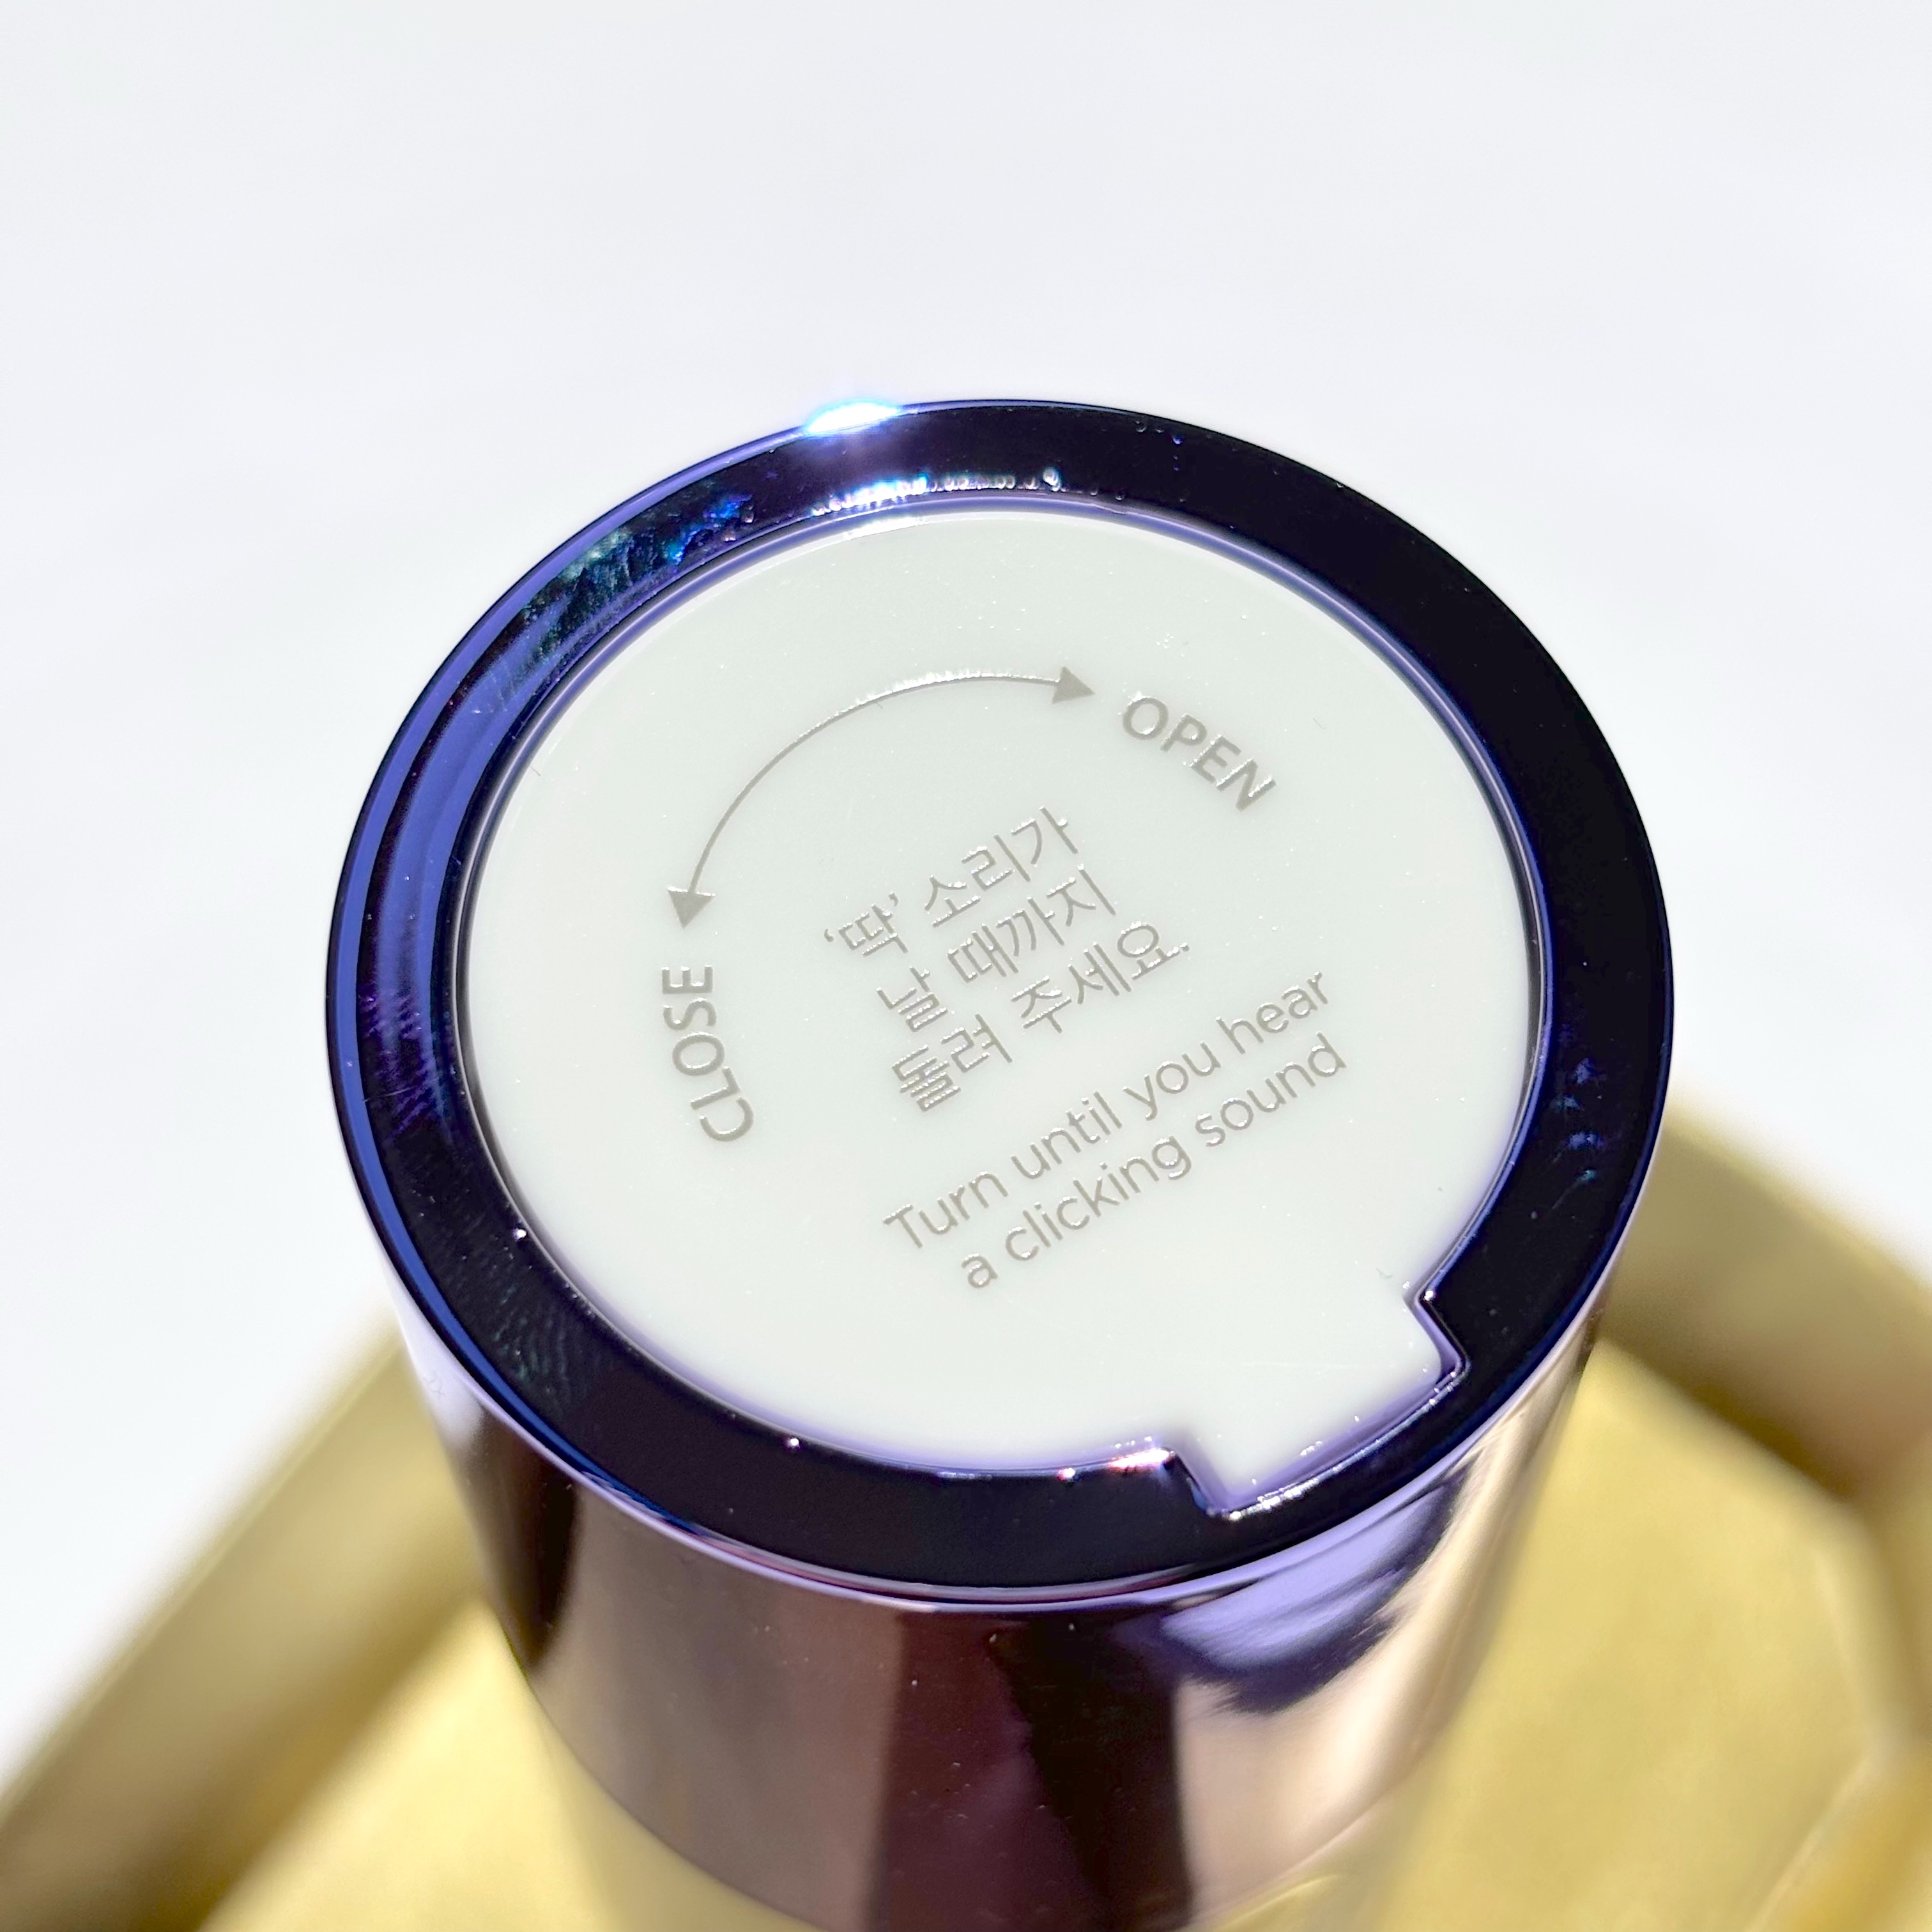 OPEN
CLOSE
‘딱’ 소리가
날 때까지
돌려 주세요.
Turn until you hear
a clicking sound